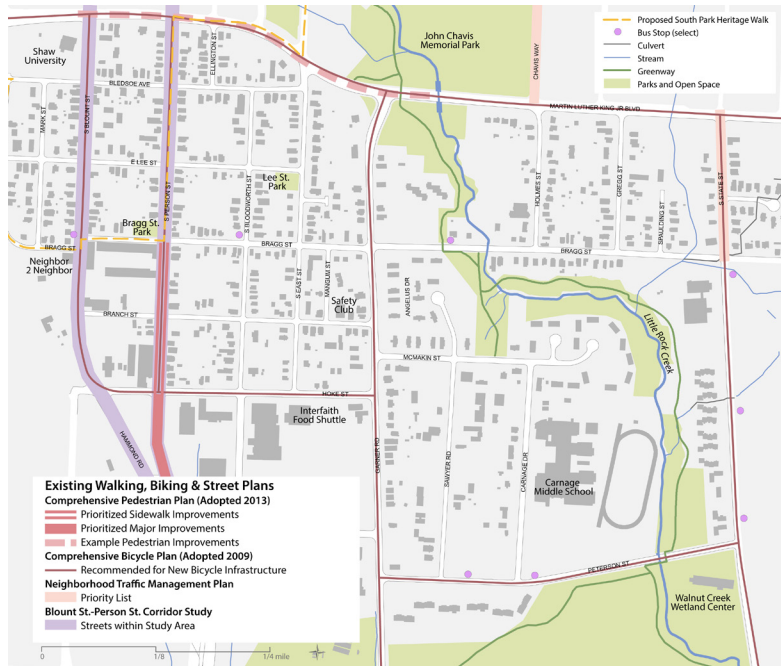 Proposed South Park Heritage Walk
Bus Stop (select)
Culvert
Stream
Greenway
Parks and Open Space
John Chavis
Memorial Park
Shaw
University
ELLINGTON ST
CHAVIS WAY
BLEDSOE AVE
MARTIN LUTHER KING JR BLVD
MARK ST
S BLOUNT ST
E LEE ST
S PERSON ST
Lee St.
Park
S BLOODWORTH ST
HOLMES ST
GREGG ST
SPAULDING ST
S STATE ST
Bragg St.
Park
BRAGG ST
BRAGG ST
BRAGG ST
Neighbor
2 Neighbor
S EAST ST
MANGUM ST
Safety
Club
ANGELUS DR
BRANCH ST
Little Rock Creek
MCMAKIN ST
HOKE ST
Interfaith
Food Shuttle
HAMMOND RD
GARNER RD
SAWYER RD
CARNAGE DR
Carnage
Middle School
PETERSON ST
Walnut Creek
Wetland Center
Existing Walking, Biking & Street Plans
Comprehensive Pedestrian Plan (Adopted 2013)
Prioritized Sidewalk Improvements
Prioritized Major Improvements
Example Pedestrian Improvements
Comprehensive Bicycle Plan (Adopted 2009)
Recommended for New Bicycle Infrastructure
Neighborhood Traffic Management Plan
Priority List
Blount St.-Person St. Corridor Study
Streets within Study Area
0
1/8
1/4 mile